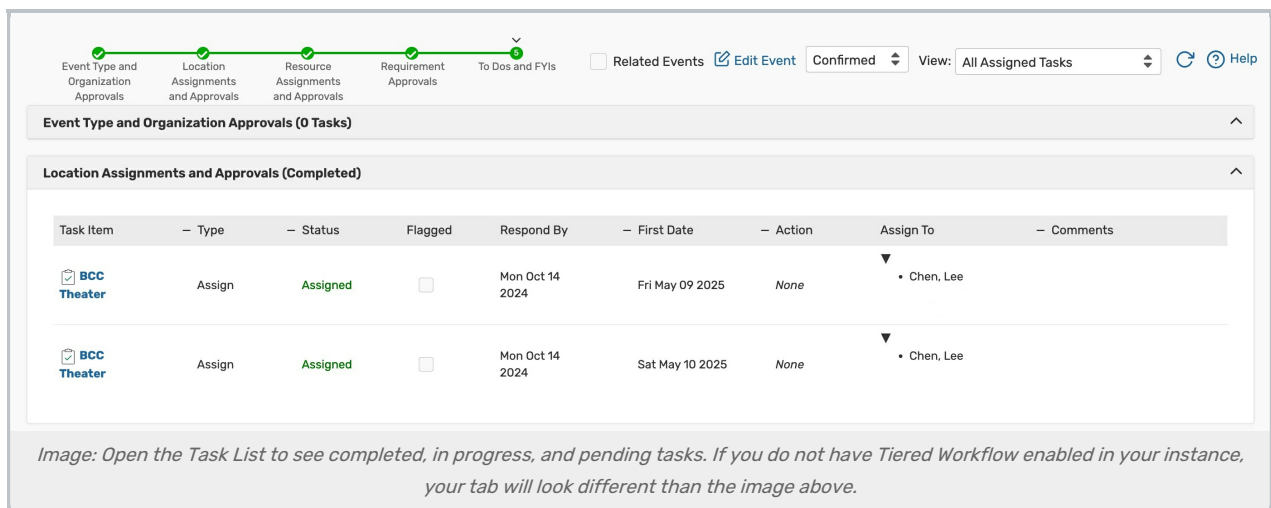 5
Event Type and
Organization
Approvals
Location
Assignments
and Approvals
Resource
Assignments
and Approvals
Requirement
Approvals
To Dos and FYIs
Related Events
Edit Event
Confirmed
View:
All Assigned Tasks
Help
Event Type and Organization Approvals (0 Tasks)
Location Assignments and Approvals (Completed)
Task Item – Type – Status Flagged Respond By – First Date – Action Assign To – Comments
BCC
Theater
Assign
Assigned
Mon Oct 14
2024
Fri May 09 2025
None
• Chen, Lee
BCC
Theater
Assign
Assigned
Mon Oct 14
2024
Sat May 10 2025
None
• Chen, Lee
Image: Open the Task List to see completed, in progress, and pending tasks. If you do not have Tiered Workflow enabled in your instance,
your tab will look different than the image above.